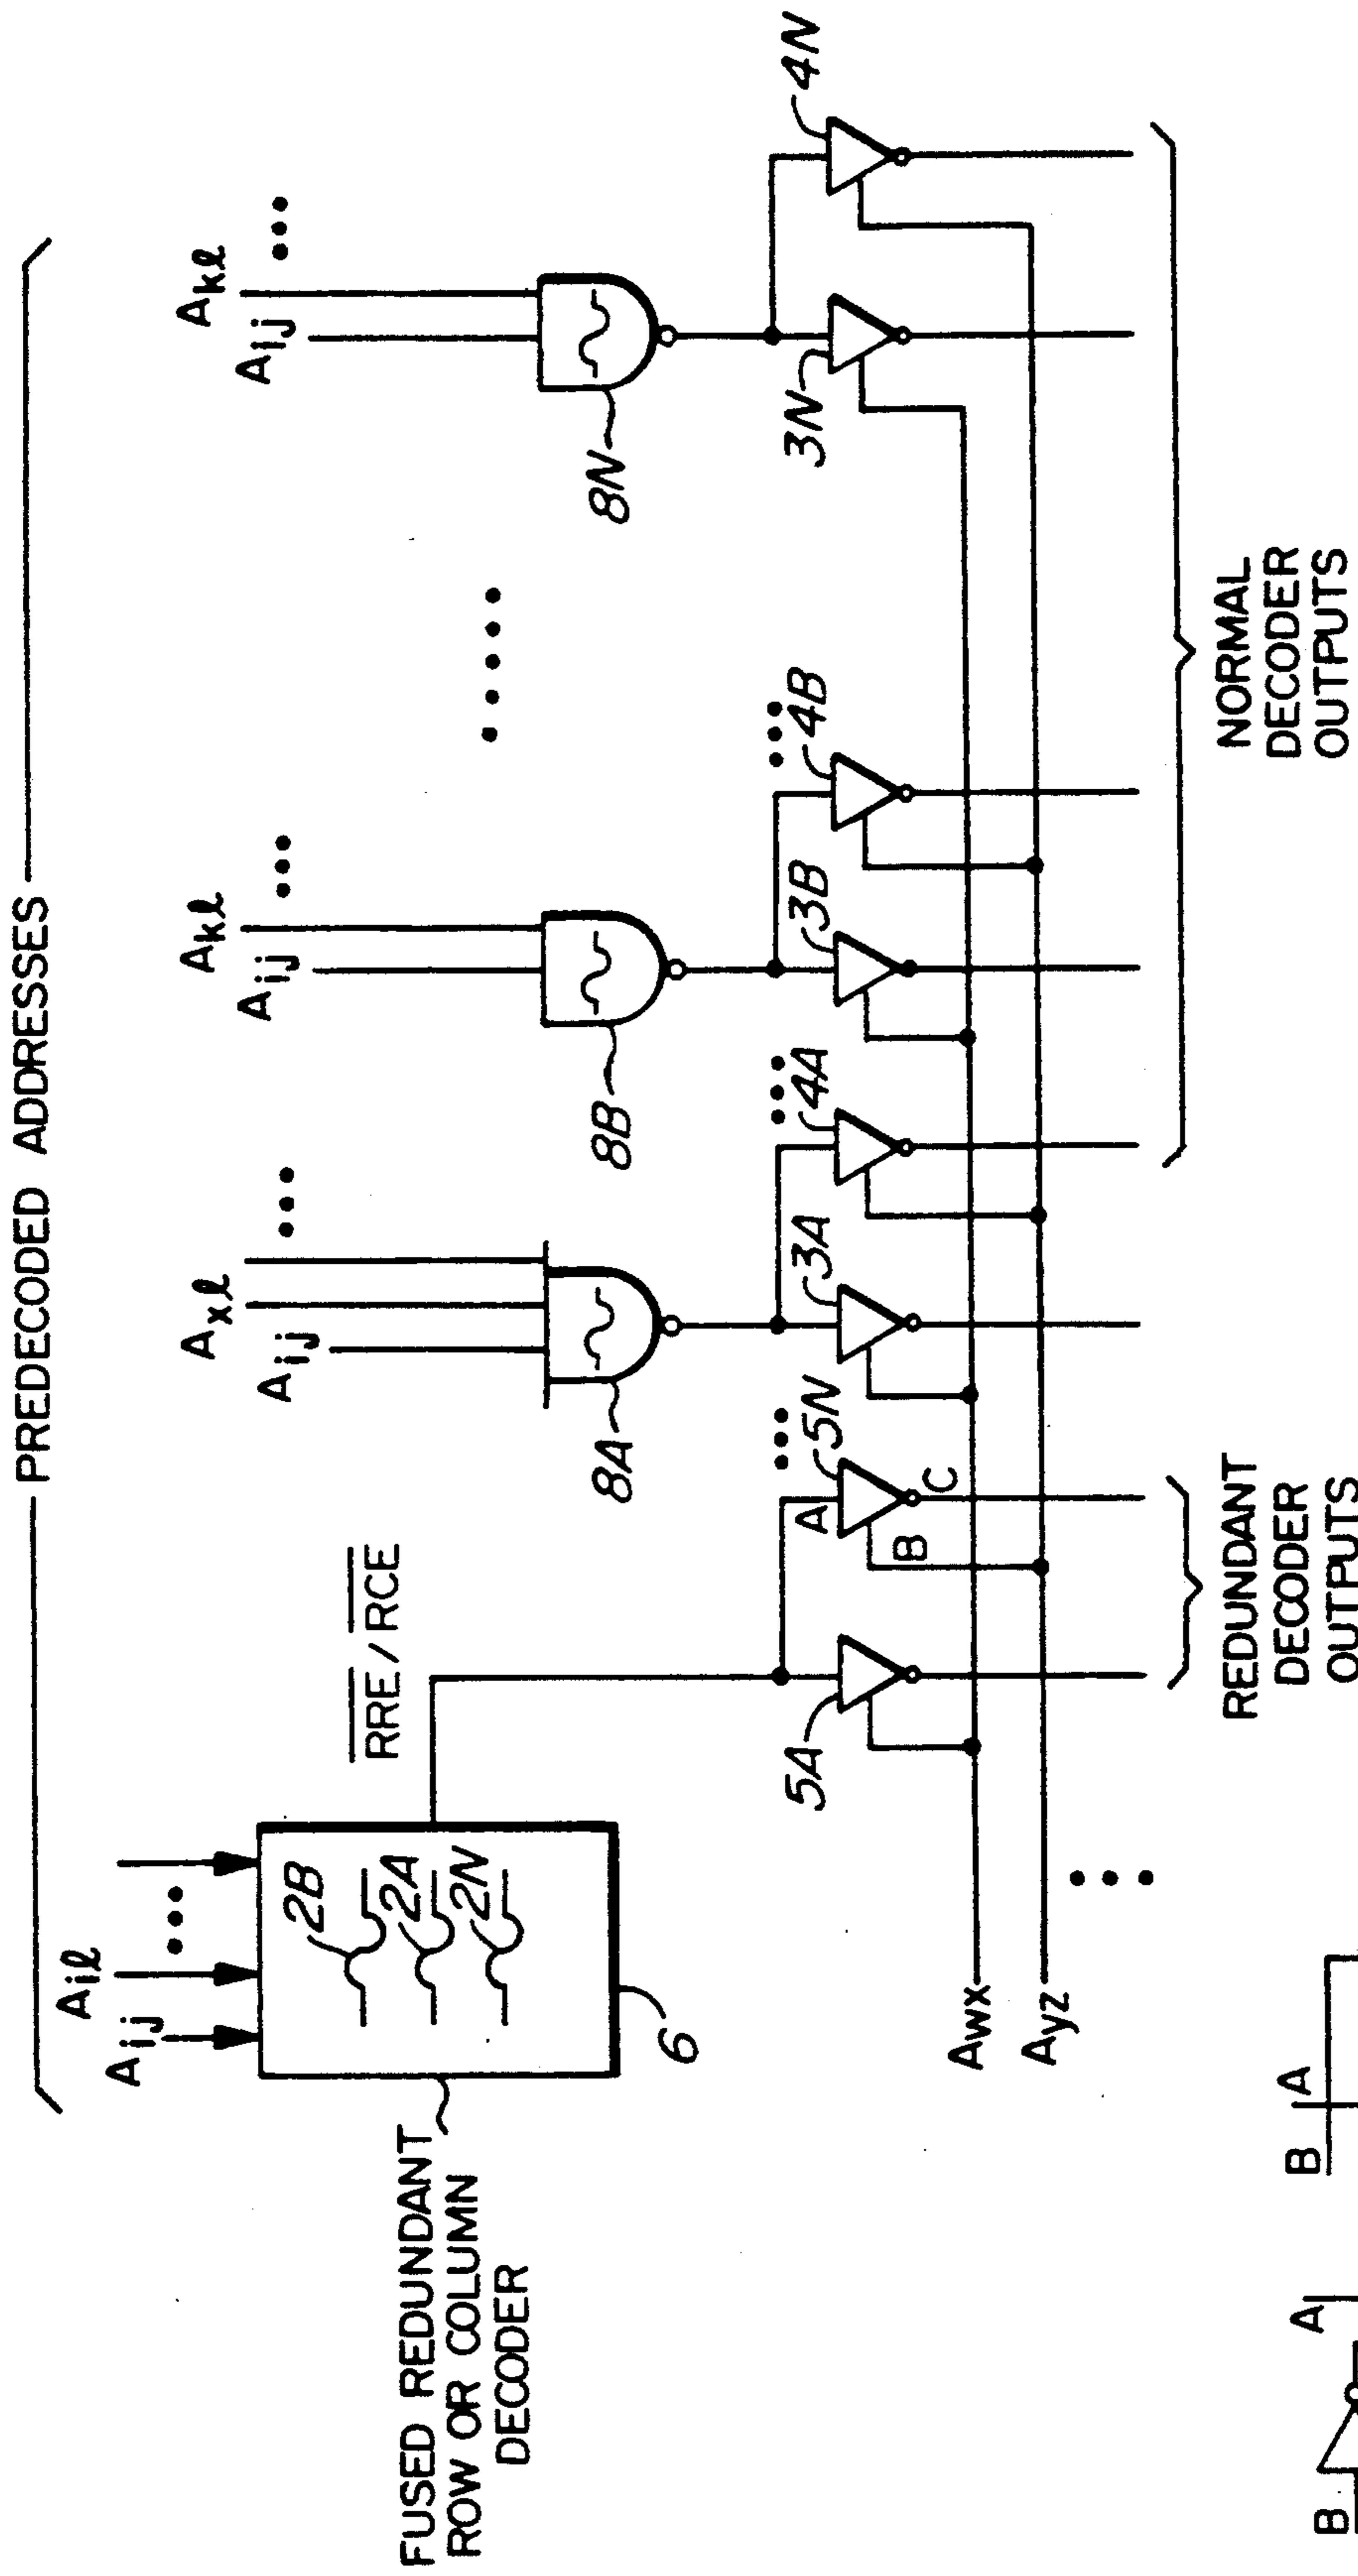 PREDECODED ADDRESSES
Aij Ail
Aij Axl
Aij Akl
Aij Akl
FUSED REDUNDANT
ROW OR COLUMN
DECODER
2B
2A
2N
6
RRE / RCE
8A
8B
8N
5A
A
5N
B
C
3A
4A
3B
4B
3N
4N
Awx
Ayz
REDUNDANT
DECODER
OUTPUTS
NORMAL
DECODER
OUTPUTS
B
A
B
A